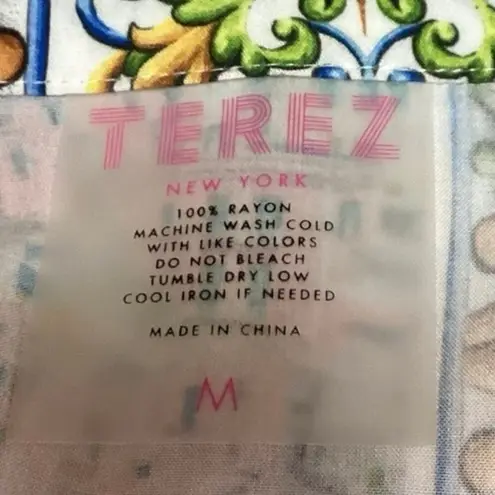 TEREZ
NEW YORK
100% RAYON
MACHINE WASH COLD
WITH LIKE COLORS
DO NOT BLEACH
TUMBLE DRY LOW
COOL IRON IF NEEDED
MADE IN CHINA
M